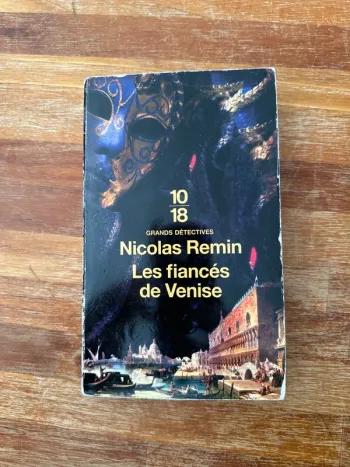 10
18
GRANDS DÉTECTIVES
Nicolas Remin
Les fiancés
de Venise